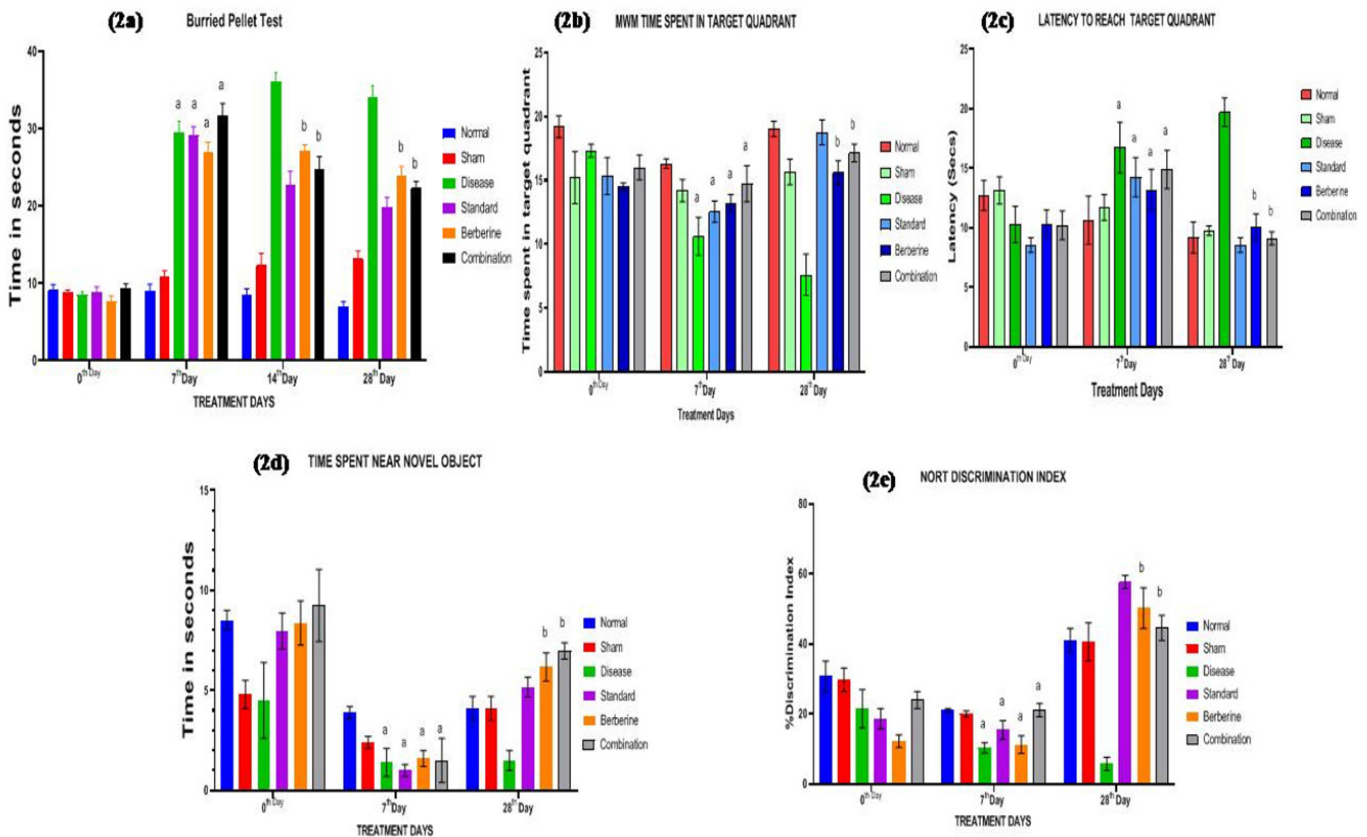 (2a) Burried Pellet Test
Time in seconds
40
30
20
10
0
a a a a
b b
b b
0th Day 7th Day 14th Day 28th Day
TREATMENT DAYS
Normal
Sham
Disease
Standard
Berberine
Combination
(2b) MWM TIME SPENT IN TARGET QUADRANT
Time spent in target quadrant
25
20
15
10
5
0
a a a a
b b
0th Day 7th Day 28th Day
Treatment Days
Normal
Sham
Disease
Standard
Berberine
Combination
(2c) LATENCY TO REACH TARGET QUADRANT
Latency (Secs)
25
20
15
10
5
0
a a a a
b b
0th Day 7th Day 28th Day
Treatment Days
Normal
Sham
Disease
Standard
Berberine
Combination
(2d) TIME SPENT NEAR NOVEL OBJECT
Time in seconds
15
10
5
0
a a a a
b b
0th Day 7th Day 28th Day
TREATMENT DAYS
Normal
Sham
Disease
Standard
Berberine
Combination
(2e) NORT DISCRIMINATION INDEX
%Discrimination Index
80
60
40
20
0
a a a a
b b
0th Day 7th Day 28th Day
TREATMENT DAYS
Normal
Sham
Disease
Standard
Berberine
Combination